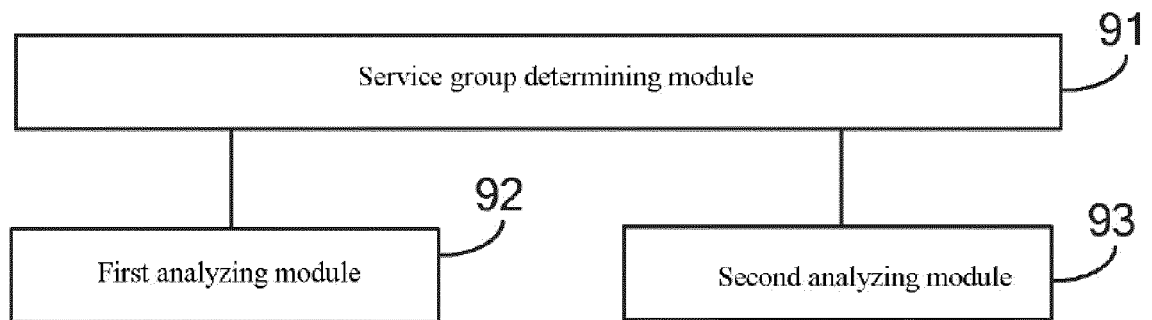 91
Service group determining module
92
93
First analyzing module
Second analyzing module